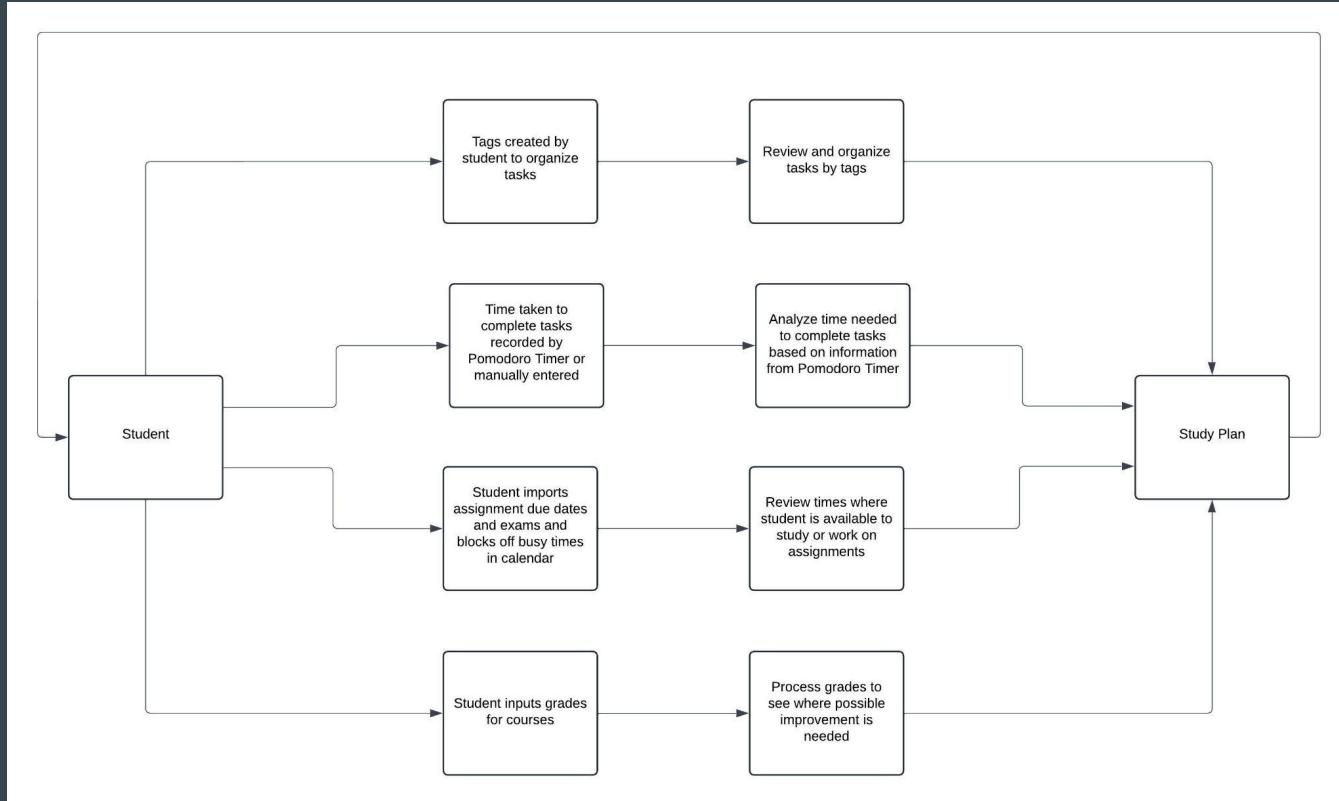 Tags created by
student to organize
tasks
Review and organize
tasks by tags
Time taken to
complete tasks
recorded by
Pomodoro Timer or
manually entered
Analyze time needed
to complete tasks
based on information
from Pomodoro Timer
Student
Study Plan
Student imports
assignment due dates
and exams and
blocks off busy times
in calendar
Review times where
student is available to
study or work on
assignments
Student inputs grades
for courses
Process grades to
see where possible
improvement is
needed